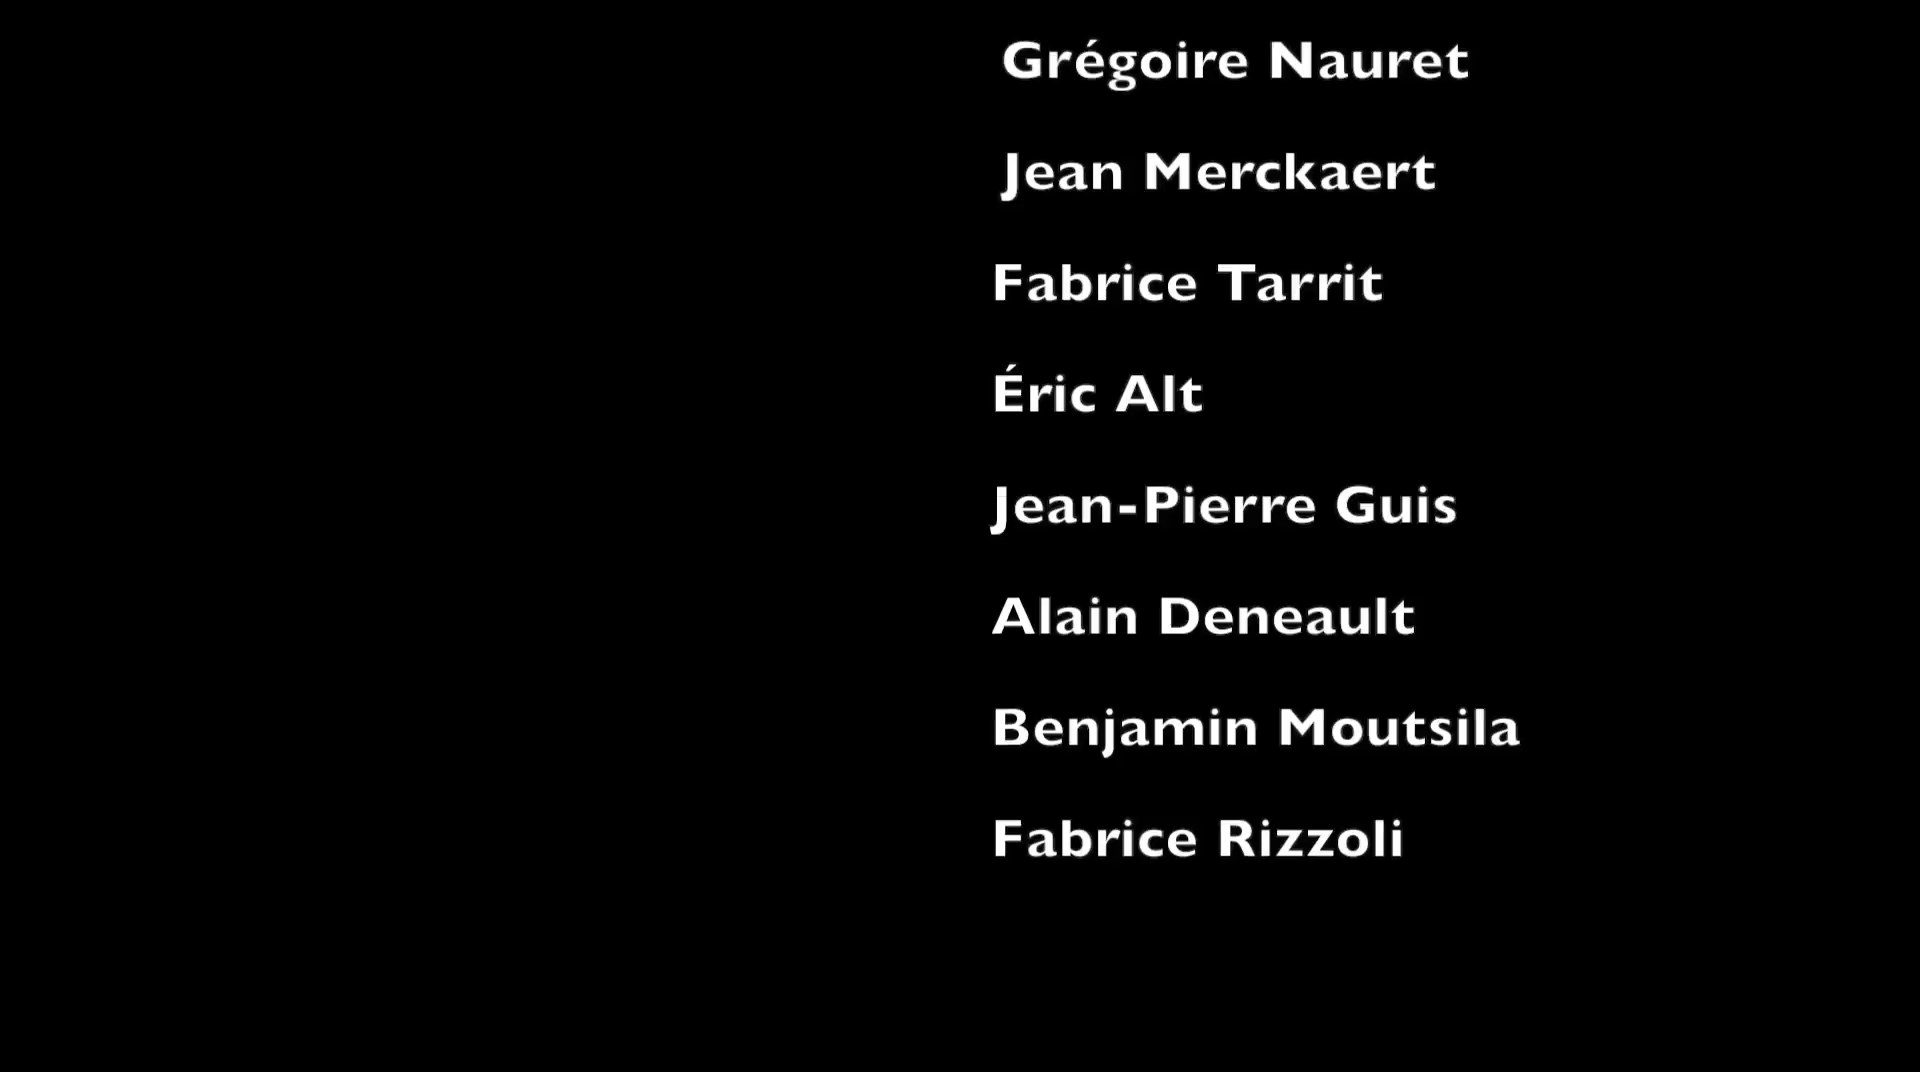 Grégoire Nauret
Jean Merckaert
Fabrice Tarrit
Éric Alt
Jean-Pierre Guis
Alain Deneault
Benjamin Moutsila
Fabrice Rizzoli